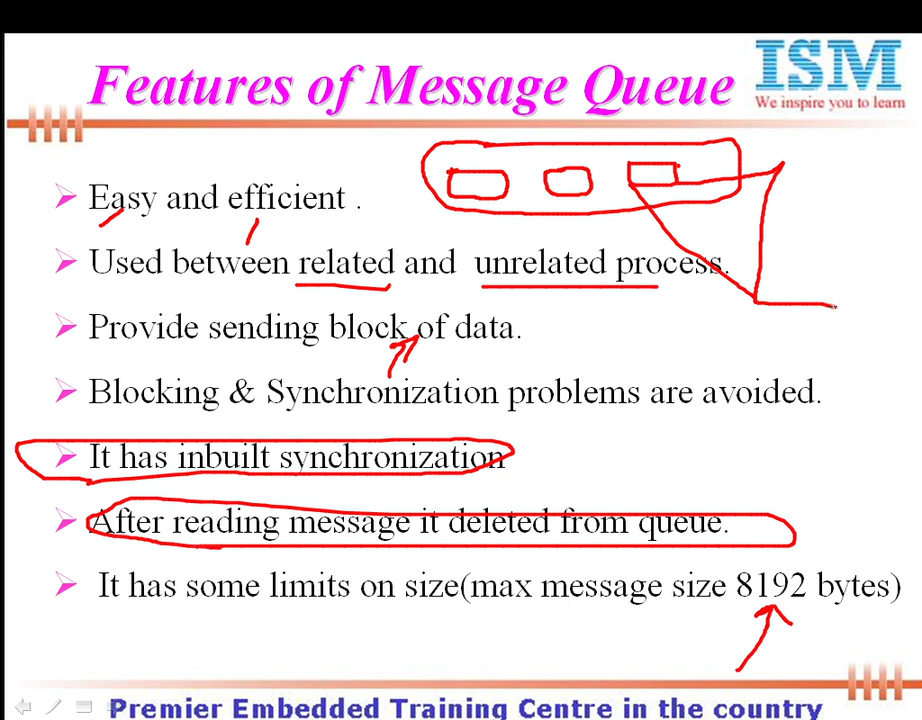 Features of Message Queue
ISM
We inspire you to learn
Easy and efficient .
Used between related and unrelated process.
Provide sending block of data.
Blocking & Synchronization problems are avoided.
It has inbuilt synchronization
After reading message it deleted from queue.
It has some limits on size(max message size 8192 bytes)
Premier Embedded Training Centre in the country